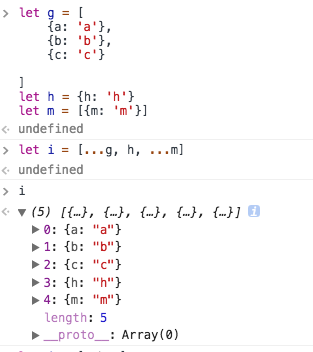 > let g = [
{a: 'a'},
{b: 'b'},
{c: 'c'}
]
let h = {h: 'h'}
let m = [{m: 'm'}]
< undefined
> let i = [...g, h, ...m]
< undefined
> i
< ▼ (5) [{…}, {…}, {…}, {…}, {…}] i
▶ 0: {a: "a"}
▶ 1: {b: "b"}
▶ 2: {c: "c"}
▶ 3: {h: "h"}
▶ 4: {m: "m"}
length: 5
▶ __proto__: Array(0)